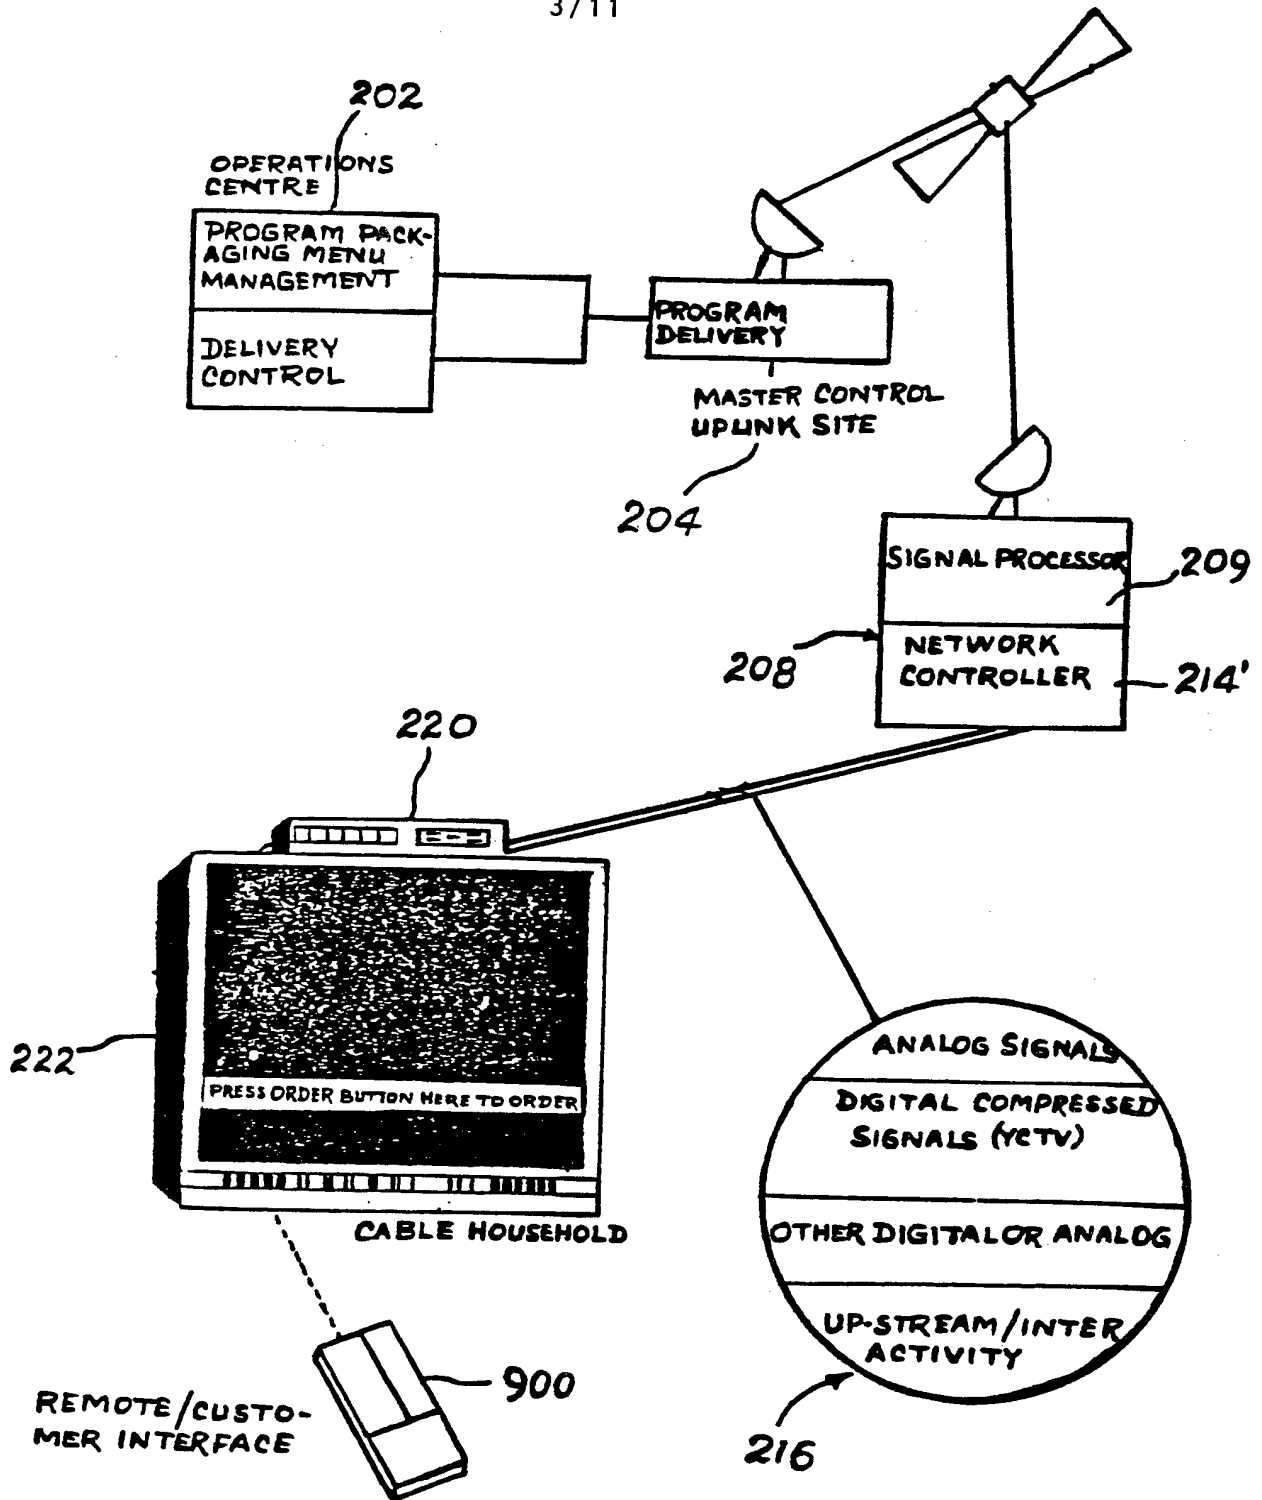 3/11
202
OPERATIONS
CENTRE
PROGRAM PACK-
AGING MENU
MANAGEMENT
DELIVERY
CONTROL
PROGRAM
DELIVERY
MASTER CONTROL
UPLINK SITE
204
SIGNAL PROCESSOR
209
208
NETWORK
CONTROLLER
214'
220
222
PRESS ORDER BUTTON HERE TO ORDER
CABLE HOUSEHOLD
ANALOG SIGNALS
DIGITAL COMPRESSED
SIGNALS (YCTV)
OTHER DIGITAL OR ANALOG
UP-STREAM/INTER
ACTIVITY
216
900
REMOTE/CUSTO-
MER INTERFACE